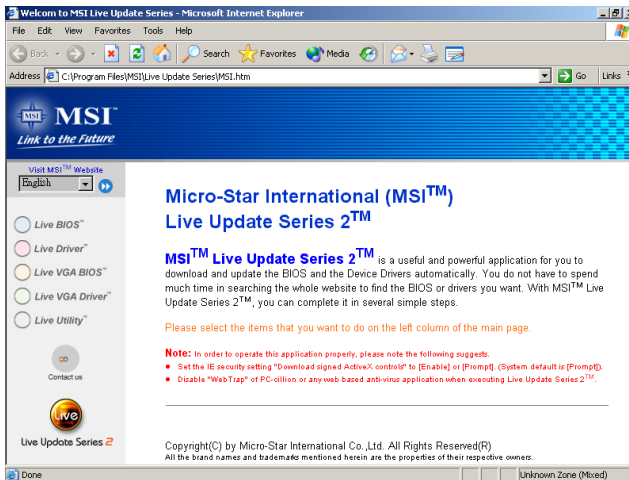 Welcom to MSI Live Update Series - Microsoft Internet Explorer
File Edit View Favorites Tools Help
Back Search Favorites Media
Address C:\Program Files\MSI\Live Update Series\MSI.htm Go Links
MSI
MSI™
Link to the Future
Visit MSI™ Website
English
Live BIOS™
Live Driver™
Live VGA BIOS™
Live VGA Driver™
Live Utility™
Contact us
Live
Live Update Series 2
Micro-Star International (MSI™)
Live Update Series 2™
MSI™ Live Update Series 2™ is a useful and powerful application for you to
download and update the BIOS and the Device Drivers automatically. You do not have to spend
much time in searching the whole website to find the BIOS or drivers you want. With MSI™ Live
Update Series 2™, you can complete it in several simple steps.
Please select the items that you want to do on the left column of the main page.
Note: In order to operate this application properly, please note the following suggests.
• Set the IE security setting "Download signed ActiveX controls" to [Enable] or [Prompt]. (System default is [Prompt]).
• Disable "WebTrap" of PC-cillion or any web based anti-virus application when executing Live Update Series 2™.
Copyright(C) by Micro-Star International Co.,Ltd. All Rights Reserved(R)
All the brand names and trademarks mentioned herein are the properties of their respective owners.
Done Unknown Zone (Mixed)